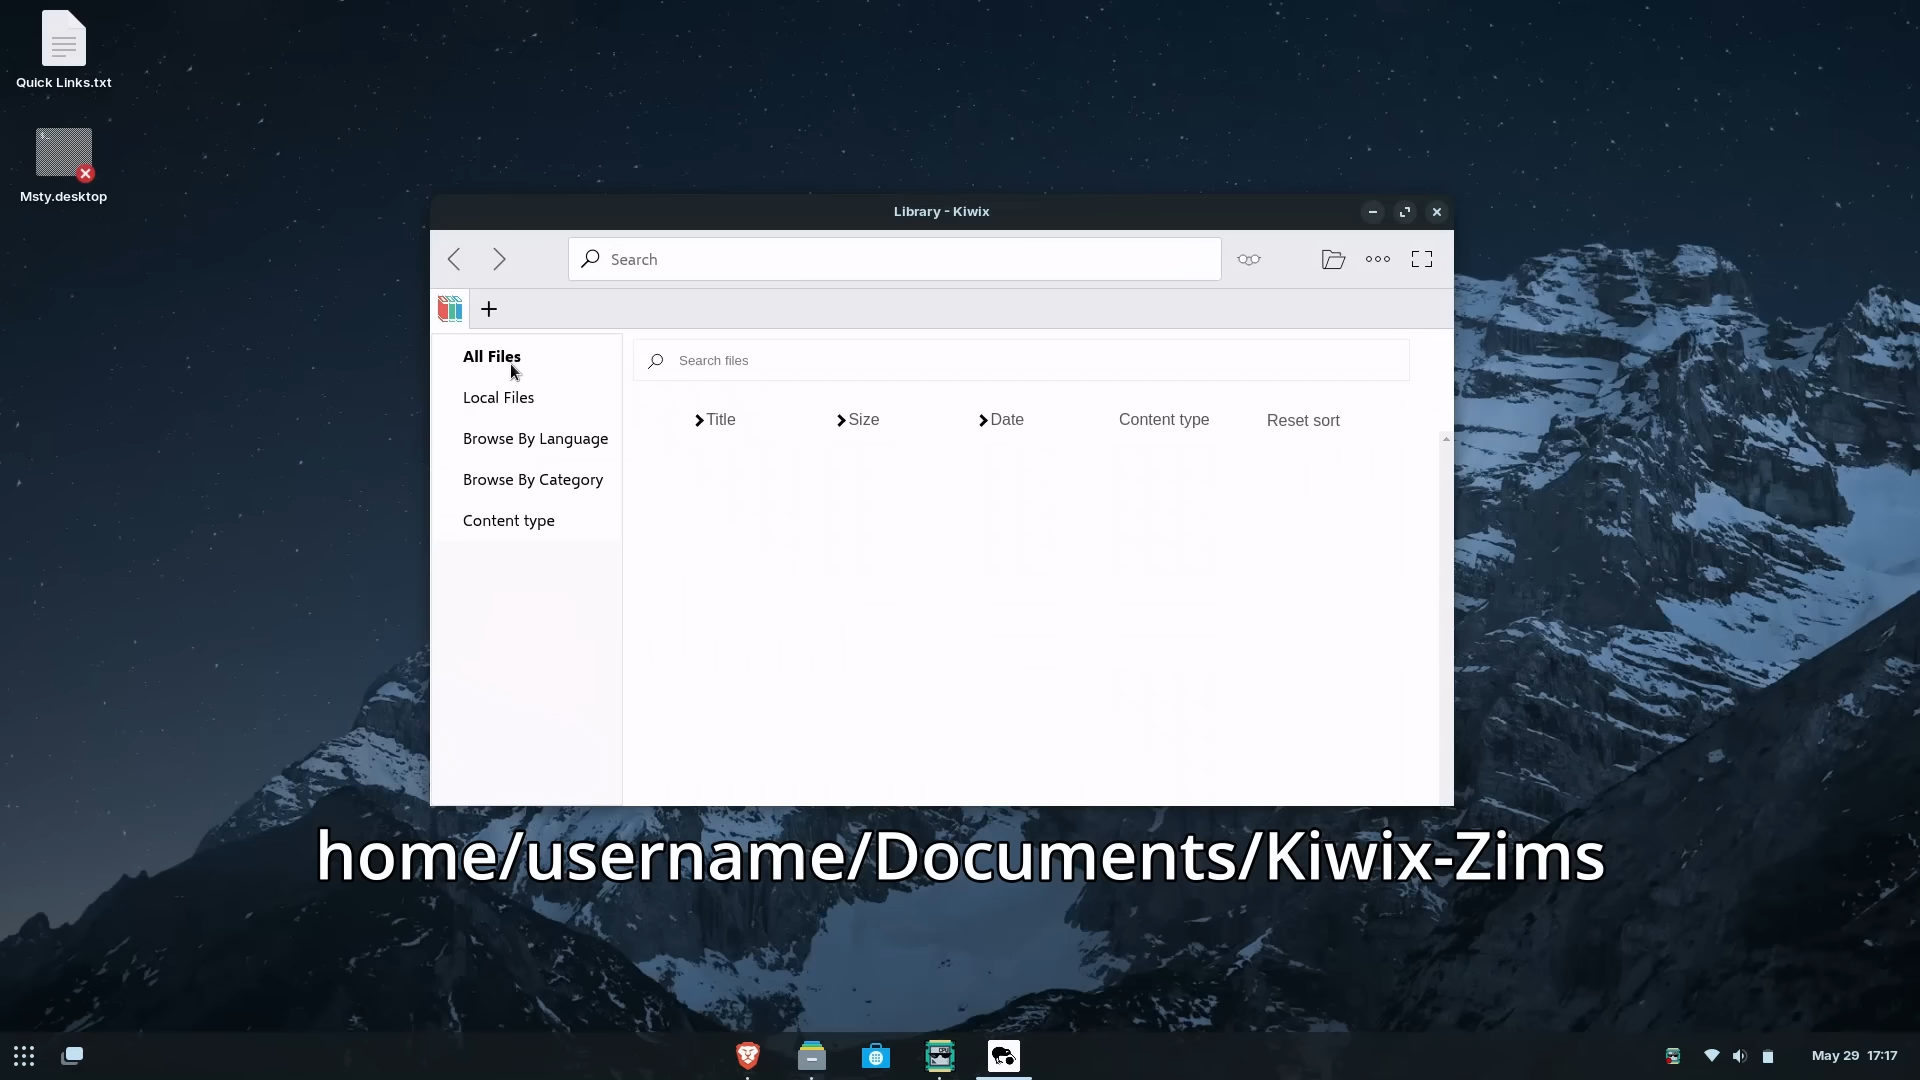 Quick Links.txt
Msty.desktop
Library - Kiwix
Search
All Files
Local Files
Browse By Language
Browse By Category
Content type
Search files
Title Size Date Content type Reset sort
home/username/Documents/Kiwix-Zims
May 29 17:17